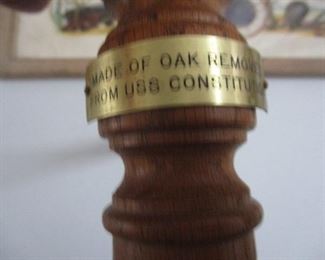 MADE OF OAK REMOV
FROM USS CONSTITU